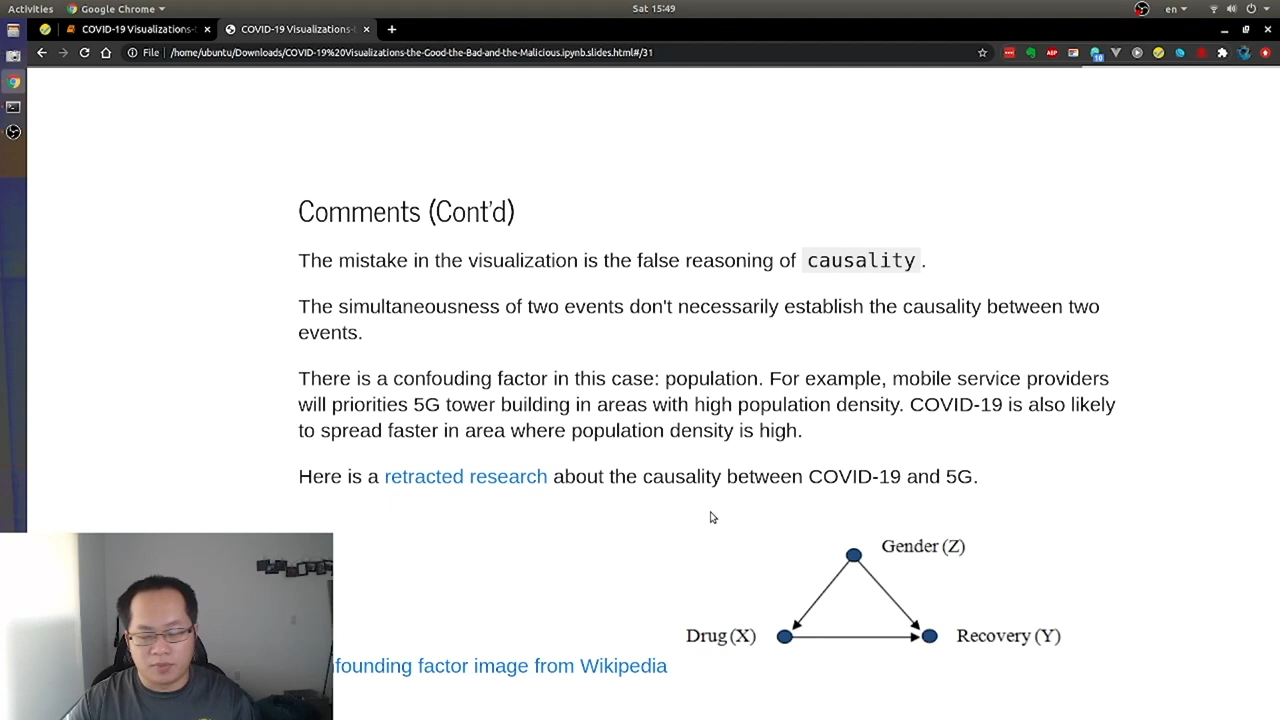 Activities
Google Chrome
Sat 15:49
en
COVID-19 Visualizations-
COVID-19 Visualizations-
File
/home/ubuntu/Downloads/COVID-19%20Visualizations-the-Good-the-Bad-and-the-Malicious.ipynb.slides.html#/31
ABP
10
Comments (Cont'd)
The mistake in the visualization is the false reasoning of causality.
The simultaneousness of two events don't necessarily establish the causality between two
events.
There is a confouding factor in this case: population. For example, mobile service providers
will priorities 5G tower building in areas with high population density. COVID-19 is also likely
to spread faster in area where population density is high.
Here is a retracted research about the causality between COVID-19 and 5G.
Gender (Z)
Drug (X)
Recovery (Y)
factor image from Wikipedia